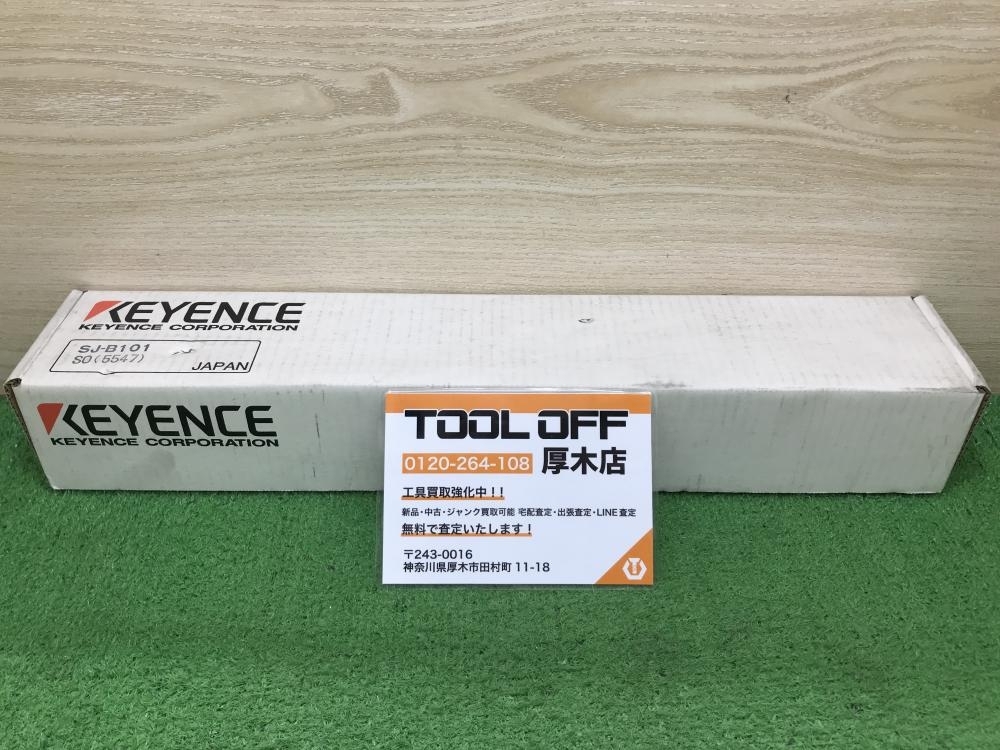 KEYENCE
KEYENCE CORPORATION
SJ-B101
SO(5547)
JAPAN
KEYENCE
KEYENCE CORPORATION
TOOL OFF
0120-264-108 厚木店
工具買取強化中!!
新品・中古・ジャンク買取可能 宅配査定・出張査定・LINE査定
無料で査定いたします!
〒243-0016
神奈川県厚木市田村町 11-18